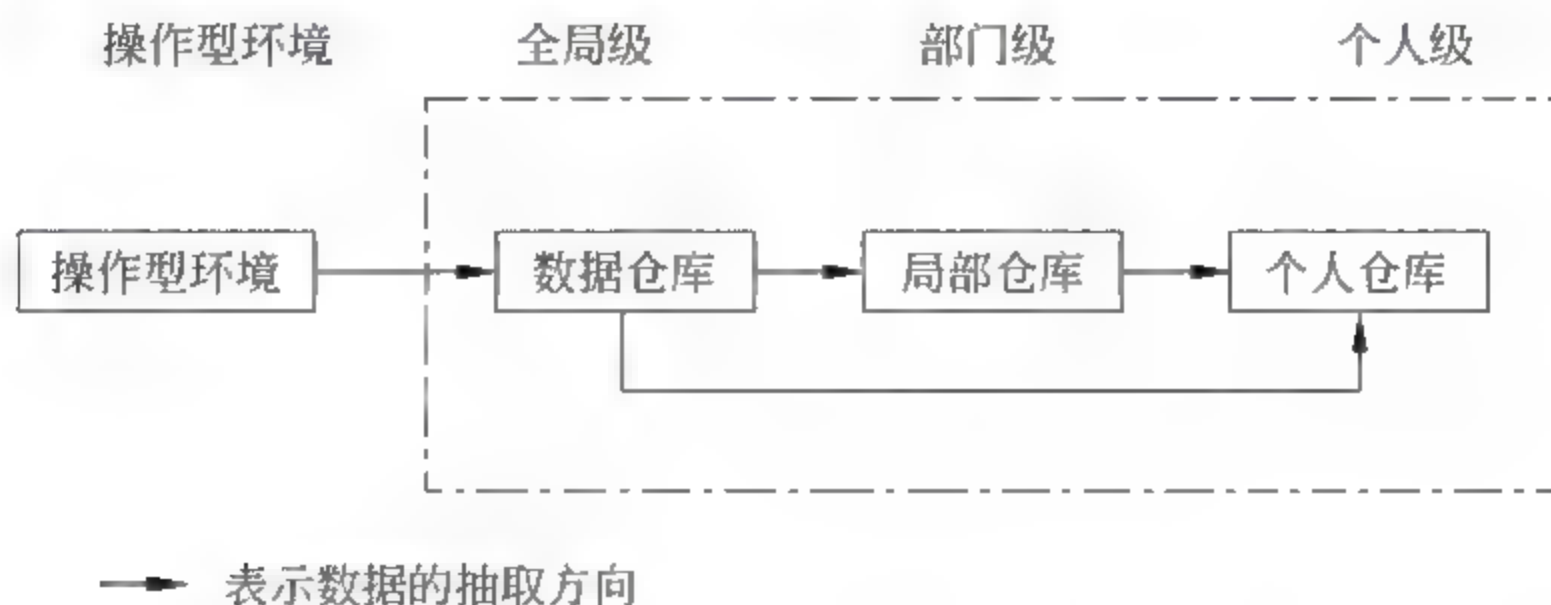 操作型环境 全局级 部门级 个人级
操作型环境 数据仓库 局部仓库 个人仓库
表示数据的抽取方向